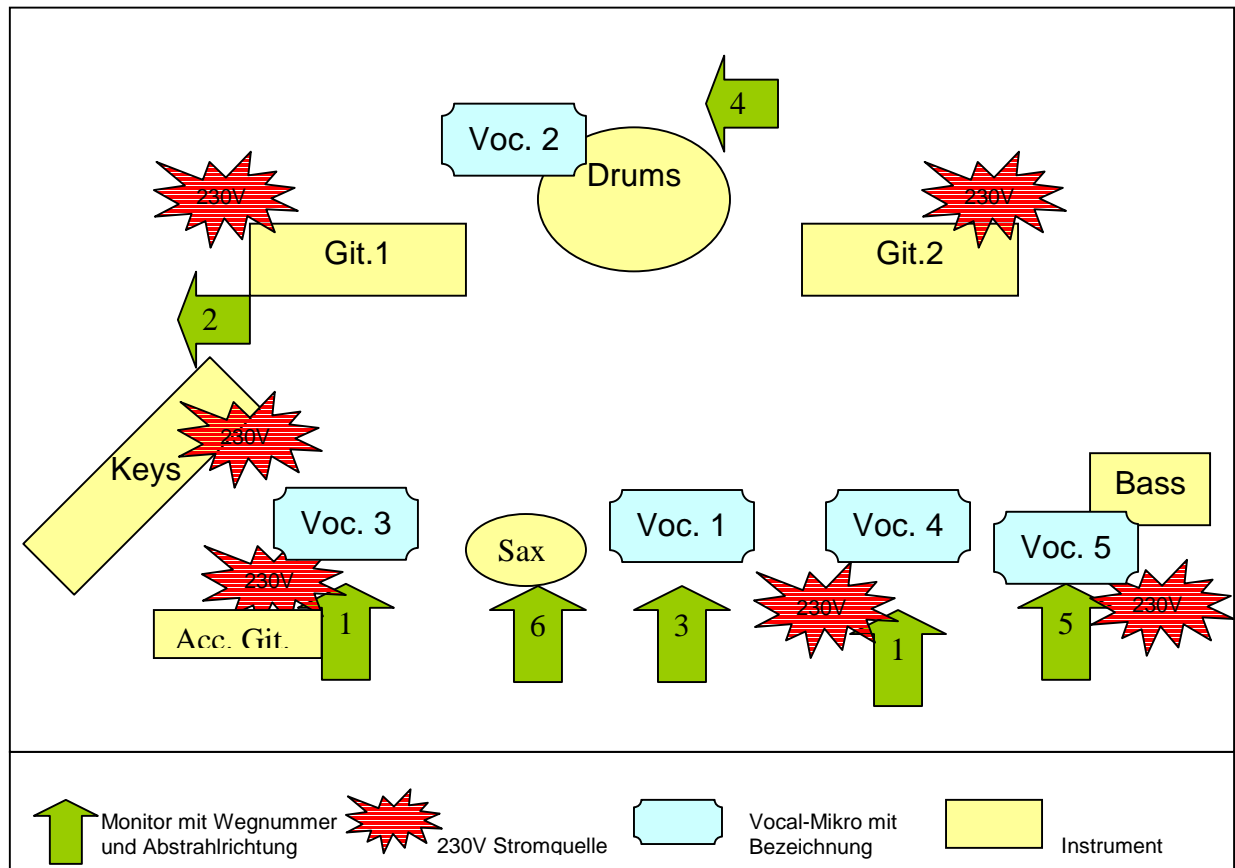 4
Voc. 2
Drums
230V
230V
Git.1
Git.2
2
230V
Keys
Bass
Voc. 3
Voc. 1
Voc. 4
Sax
Voc. 5
230V
230V
230V
1
6
3
1
5
Acc. Git.
Monitor mit Wegnummer
und Abstrahlrichtung
230V Stromquelle
Vocal-Mikro mit
Bezeichnung
Instrument